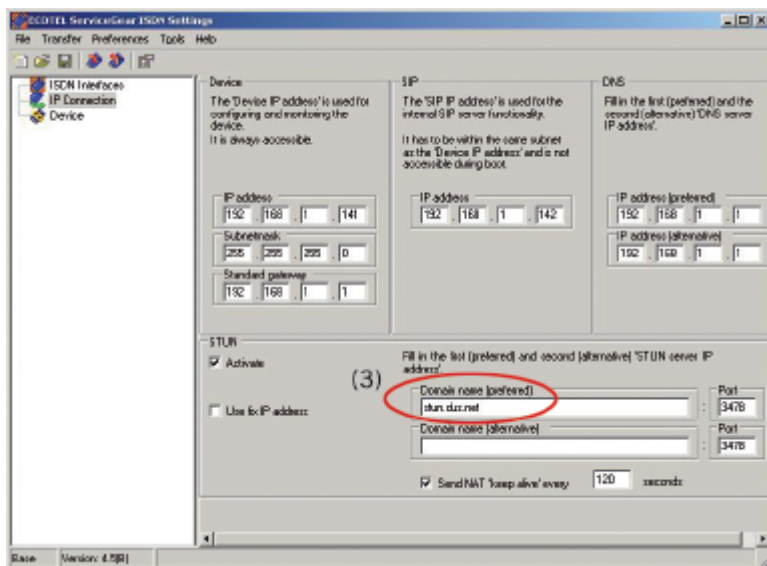 ECOTEL ServiceGear ISDN Settings
File Transfer Preferences Tools Help
ISDN Interfaces
IP Connection
Device
Device
The 'Device IP address' is used for
configuring and monitoring the
device.
It is always accessible.
IP address
192 . 168 . 1 . 141
Subnetmask
255 . 255 . 255 . 0
Standard gateway
192 . 168 . 1 . 1
SIP
The 'SIP IP address' is used for the
internal SIP server functionality.
It has to be within the same subnet
as the 'Device IP address' and is not
accessible during boot.
IP address
192 . 168 . 1 . 142
DNS
Fill in the first (preferred) and the
second (alternative) 'DNS server
IP address'.
IP address (preferred)
192 . 168 . 1 . 1
IP address (alternative)
192 . 168 . 1 . 1
STUN
Activate
Use fix IP address
(3)
Fill in the first (preferred) and second (alternative) 'STUN server IP
address'.
Domain name (preferred)
Port
stun.dus.net : 3478
Domain name (alternative)
Port
: 3478
Send NAT 'keep alive' every 120 seconds
Base Version: 4.5[B]